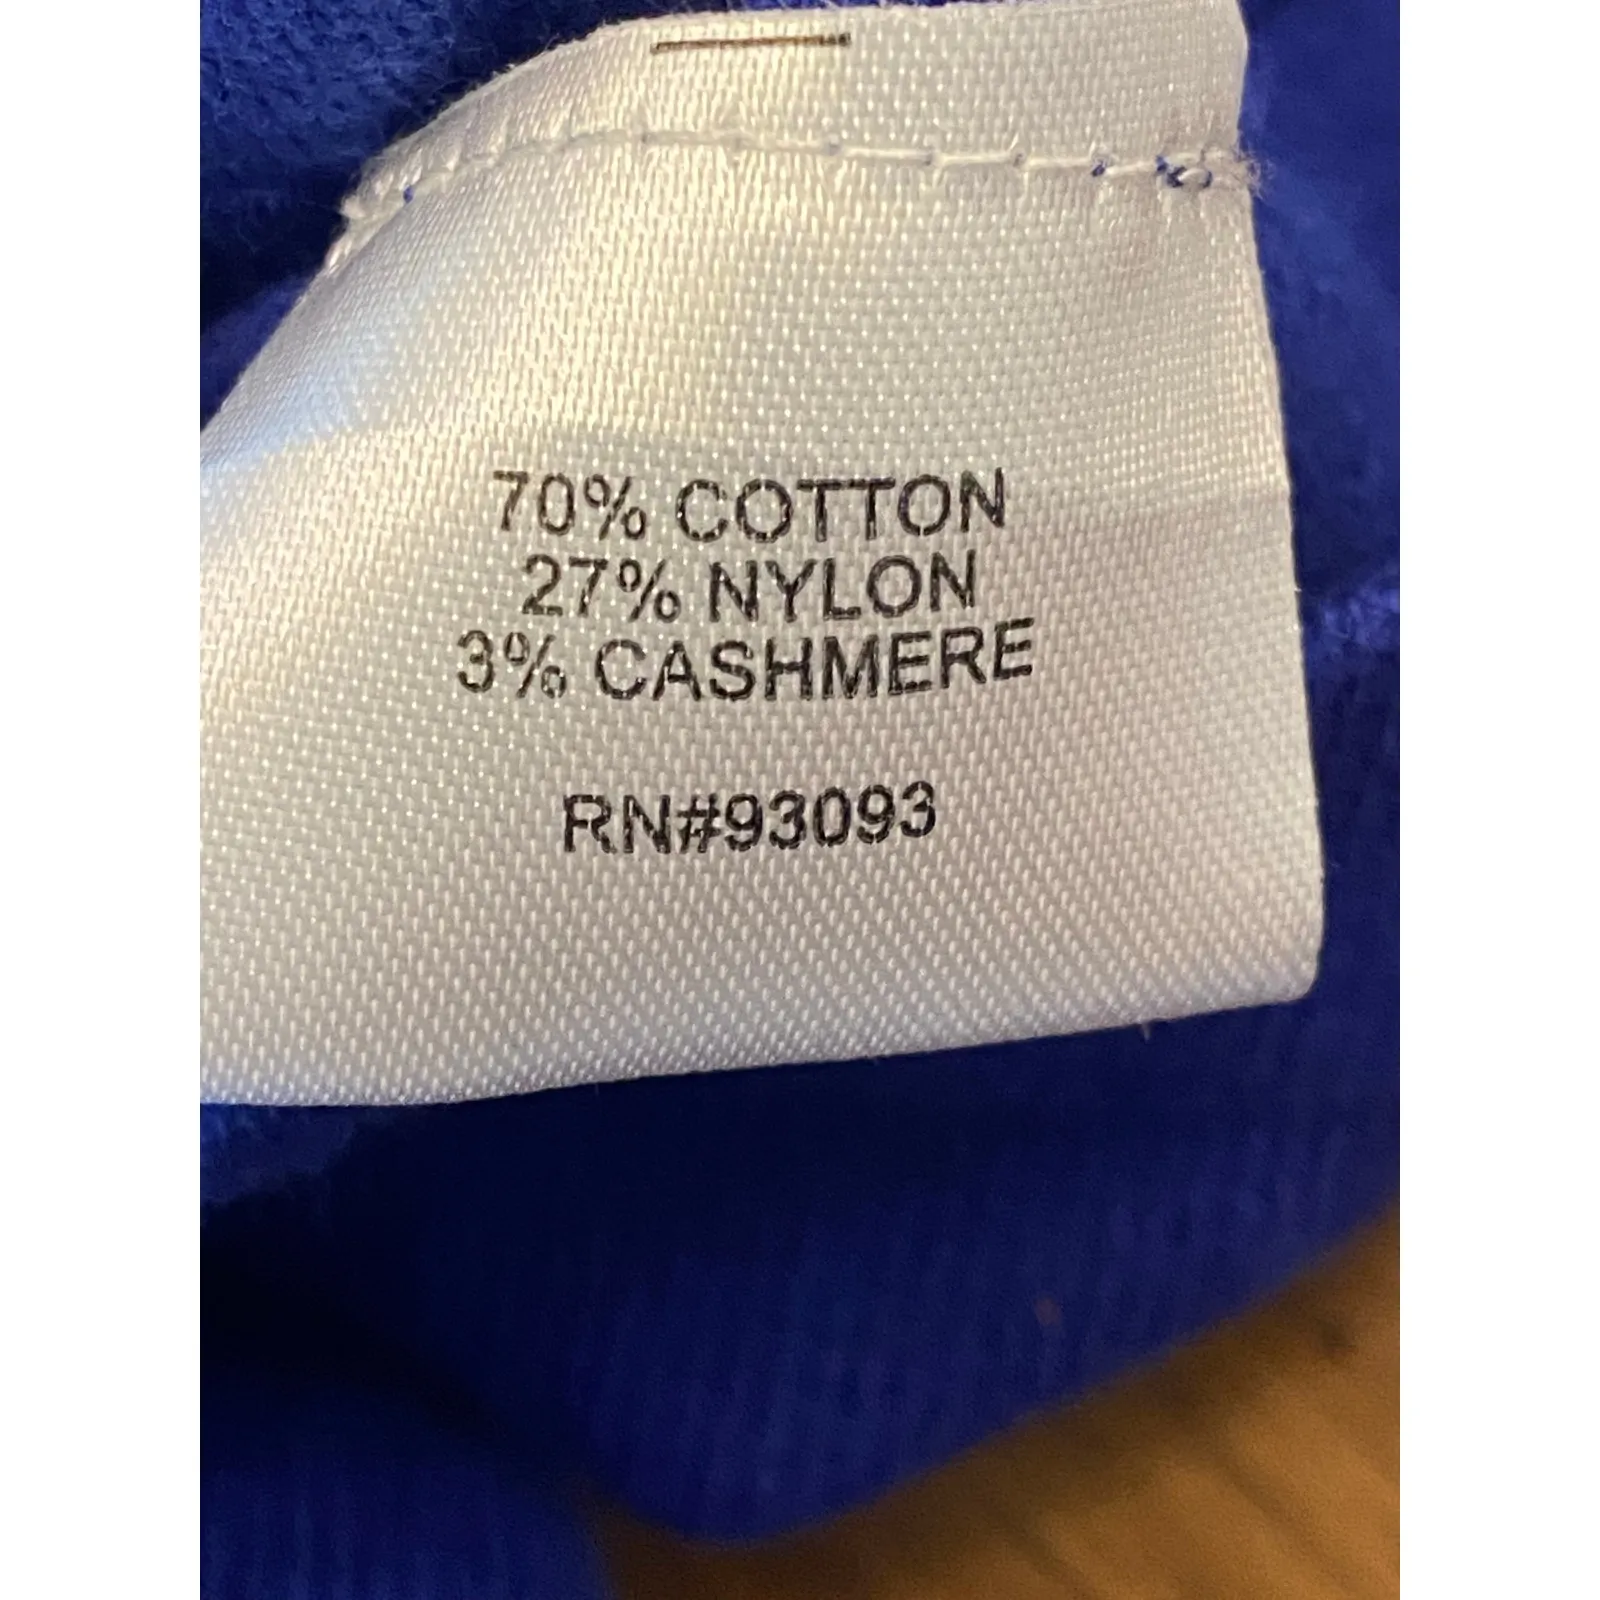 70% COTTON
27% NYLON
3% CASHMERE
RN#93093